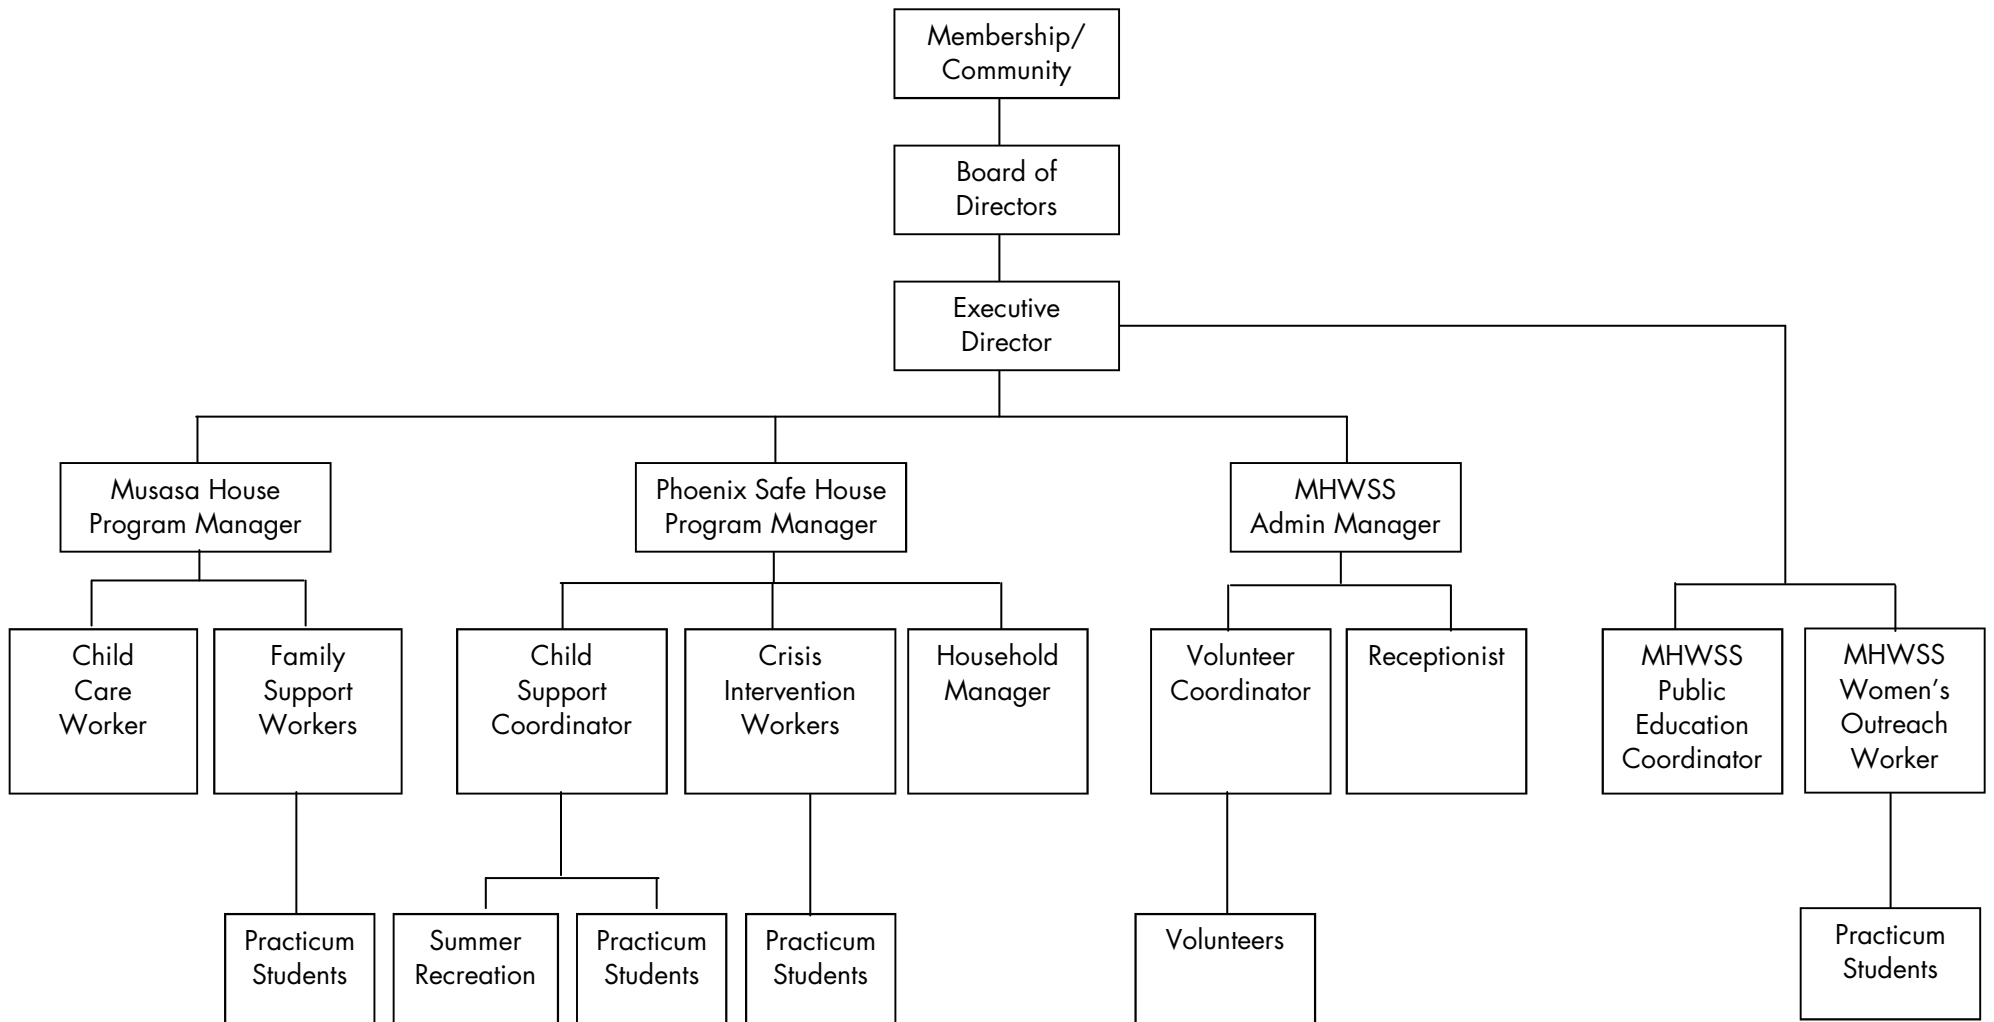 Membership/
Community
Board of
Directors
Executive
Director
Musasa House
Program Manager
Phoenix Safe House
Program Manager
MHWSS
Admin Manager
Child
Care
Worker
Family
Support
Workers
Child
Support
Coordinator
Crisis
Intervention
Workers
Household
Manager
Volunteer
Coordinator
Receptionist
MHWSS
Public
Education
Coordinator
MHWSS
Women’s
Outreach
Worker
Practicum
Students
Summer
Recreation
Practicum
Students
Practicum
Students
Volunteers
Practicum
Students